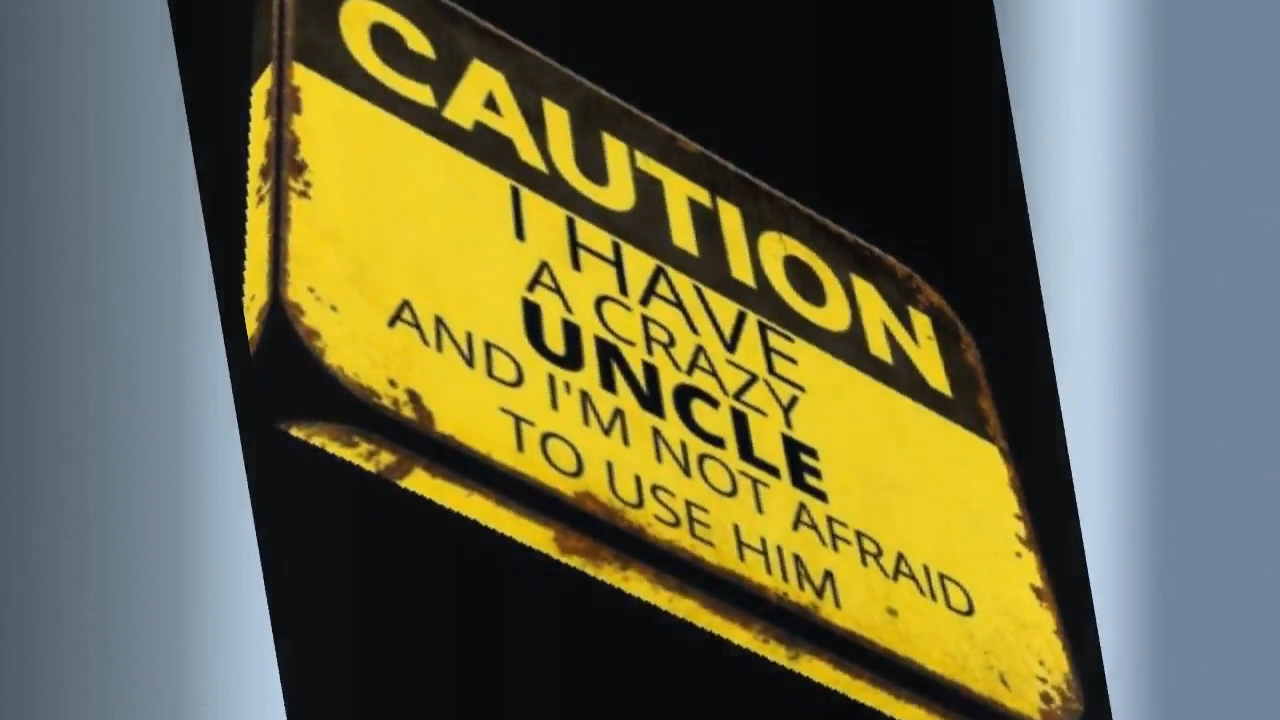 CAUTION
I HAVE
A CRAZY
UNCLE
AND I'M NOT AFRAID
TO USE HIM